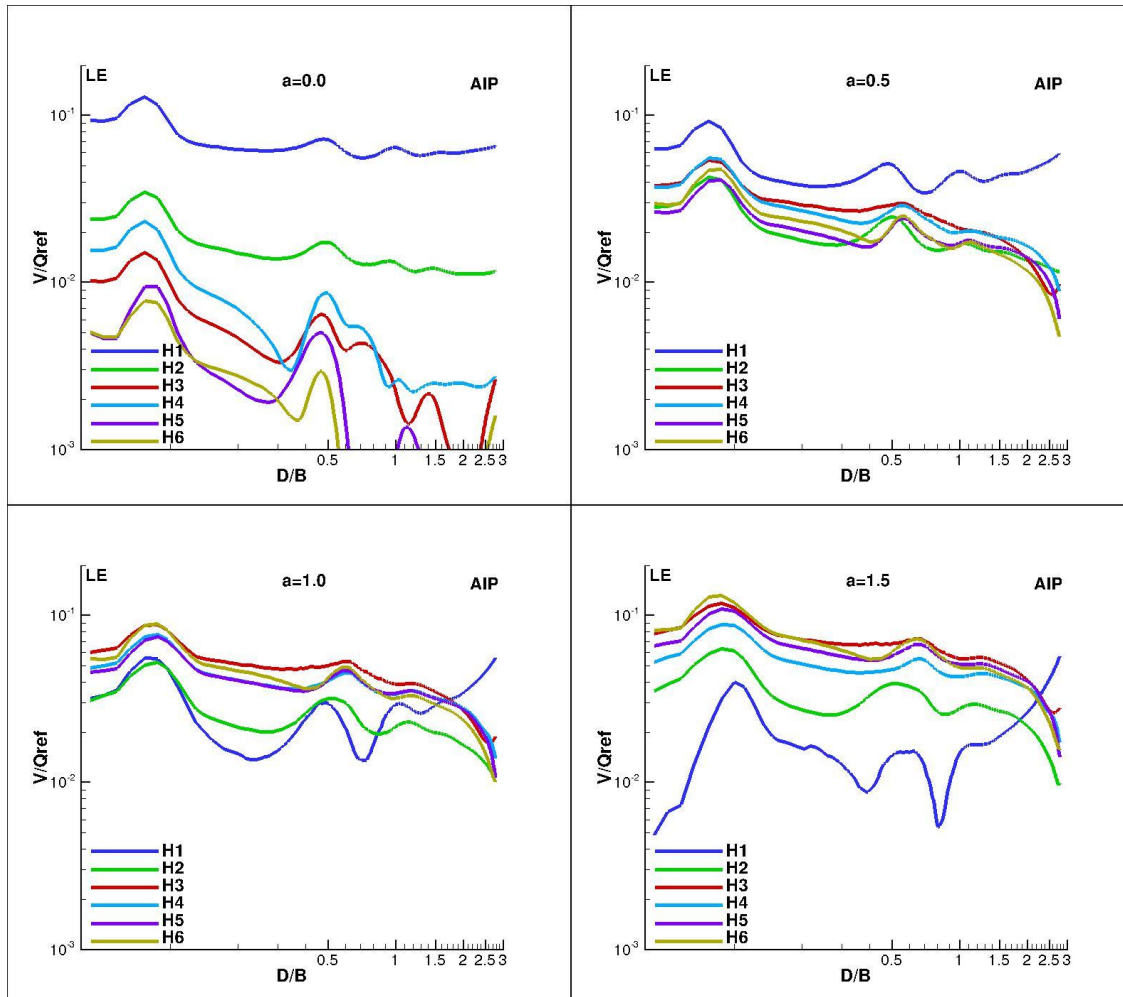 LE a=0.0 AIP
10-1
V/Qref
10-2
H1
H2
H3
H4
H5
H6
10-3
0.5 1 1.5 2 2.5 3
D/B
LE a=0.5 AIP
10-1
V/Qref
10-2
H1
H2
H3
H4
H5
H6
10-3
0.5 1 1.5 2 2.5 3
D/B
LE a=1.0 AIP
10-1
V/Qref
10-2
H1
H2
H3
H4
H5
H6
10-3
0.5 1 1.5 2 2.5 3
D/B
LE a=1.5 AIP
10-1
V/Qref
10-2
H1
H2
H3
H4
H5
H6
10-3
0.5 1 1.5 2 2.5 3
D/B